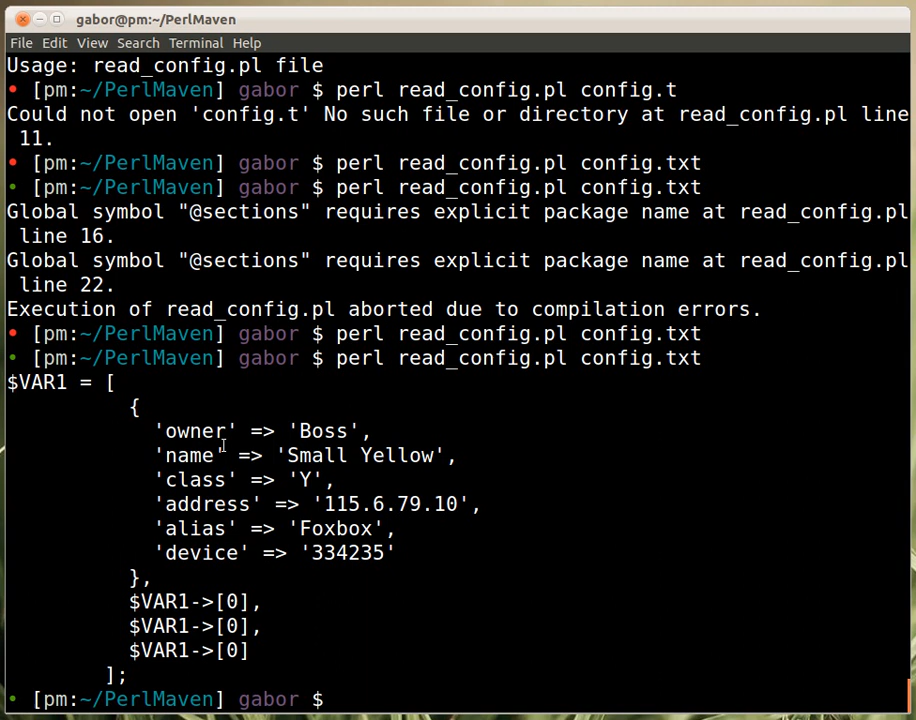 gabor@pm:~/PerlMaven
File Edit View Search Terminal Help
Usage: read_config.pl file
[pm:~/PerlMaven] gabor $ perl read_config.pl config.t
Could not open 'config.t' No such file or directory at read_config.pl line
 11.
[pm:~/PerlMaven] gabor $ perl read_config.pl config.txt
[pm:~/PerlMaven] gabor $ perl read_config.pl config.txt
Global symbol "@sections" requires explicit package name at read_config.pl
 line 16.
Global symbol "@sections" requires explicit package name at read_config.pl
 line 22.
Execution of read_config.pl aborted due to compilation errors.
[pm:~/PerlMaven] gabor $ perl read_config.pl config.txt
[pm:~/PerlMaven] gabor $ perl read_config.pl config.txt
$VAR1 = [
          {
            'owner' => 'Boss',
            'name' => 'Small Yellow',
            'class' => 'Y',
            'address' => '115.6.79.10',
            'alias' => 'Foxbox',
            'device' => '334235'
          },
          $VAR1->[0],
          $VAR1->[0],
          $VAR1->[0]
        ];
[pm:~/PerlMaven] gabor $